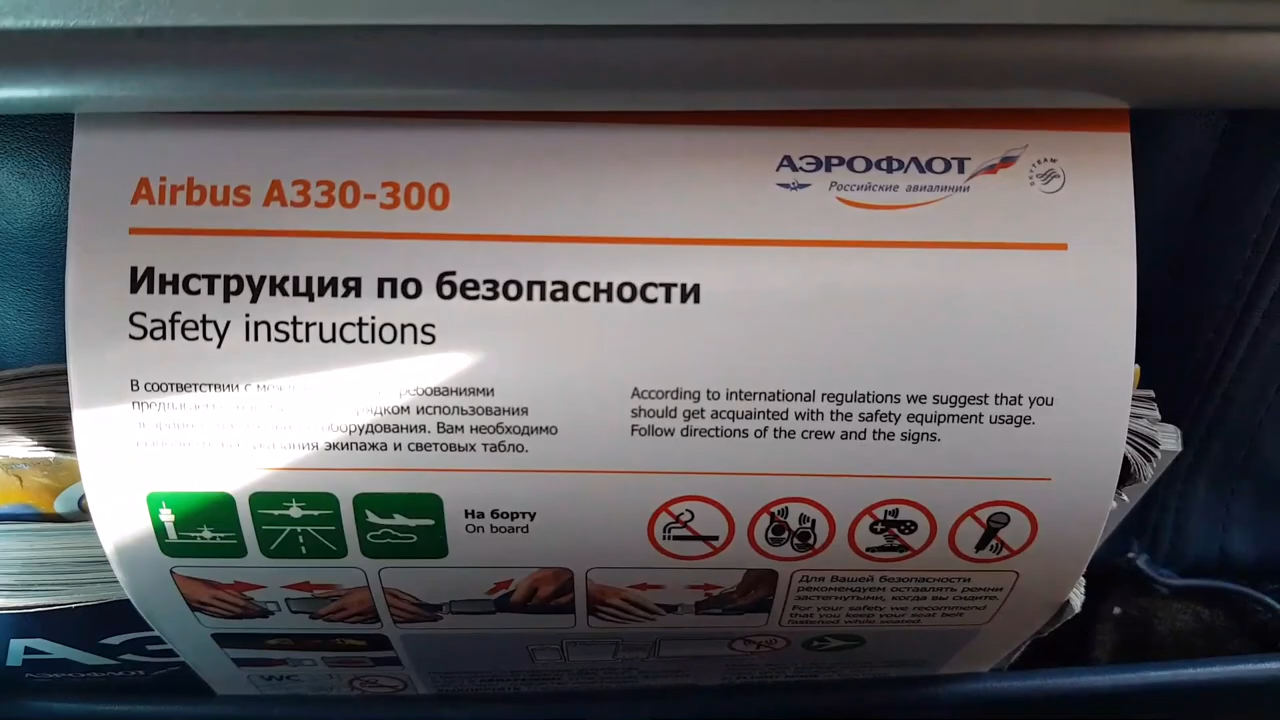 АЭРОФЛОТ
Российские авиалинии
SKYTEAM
Airbus A330-300
Инструкция по безопасности
Safety instructions
В соответствии с требованиями
порядком использования
оборудования. Вам необходимо
экипажа и световых табло.
According to international regulations we suggest that you
should get acquainted with the safety equipment usage.
Follow directions of the crew and the signs.
На борту
On board
Для Вашей безопасности
рекомендуем оставлять ремни
застегнутыми, когда вы сидите.
For your safety we recommend
that you keep your seat belt
fastened while seated.
WC
АЭРОФЛОТ